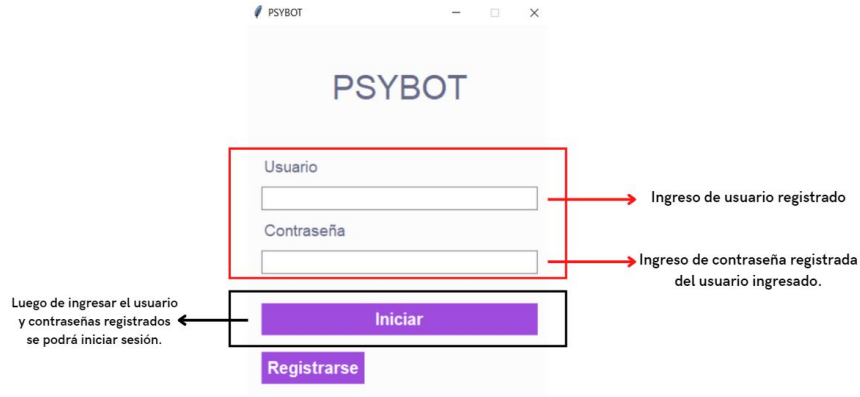 PSYBOT
PSYBOT
Usuario
Ingreso de usuario registrado
Contraseña
Ingreso de contraseña registrada
del usuario ingresado.
Luego de ingresar el usuario
y contraseñas registrados
se podrá iniciar sesión.
Iniciar
Registrarse